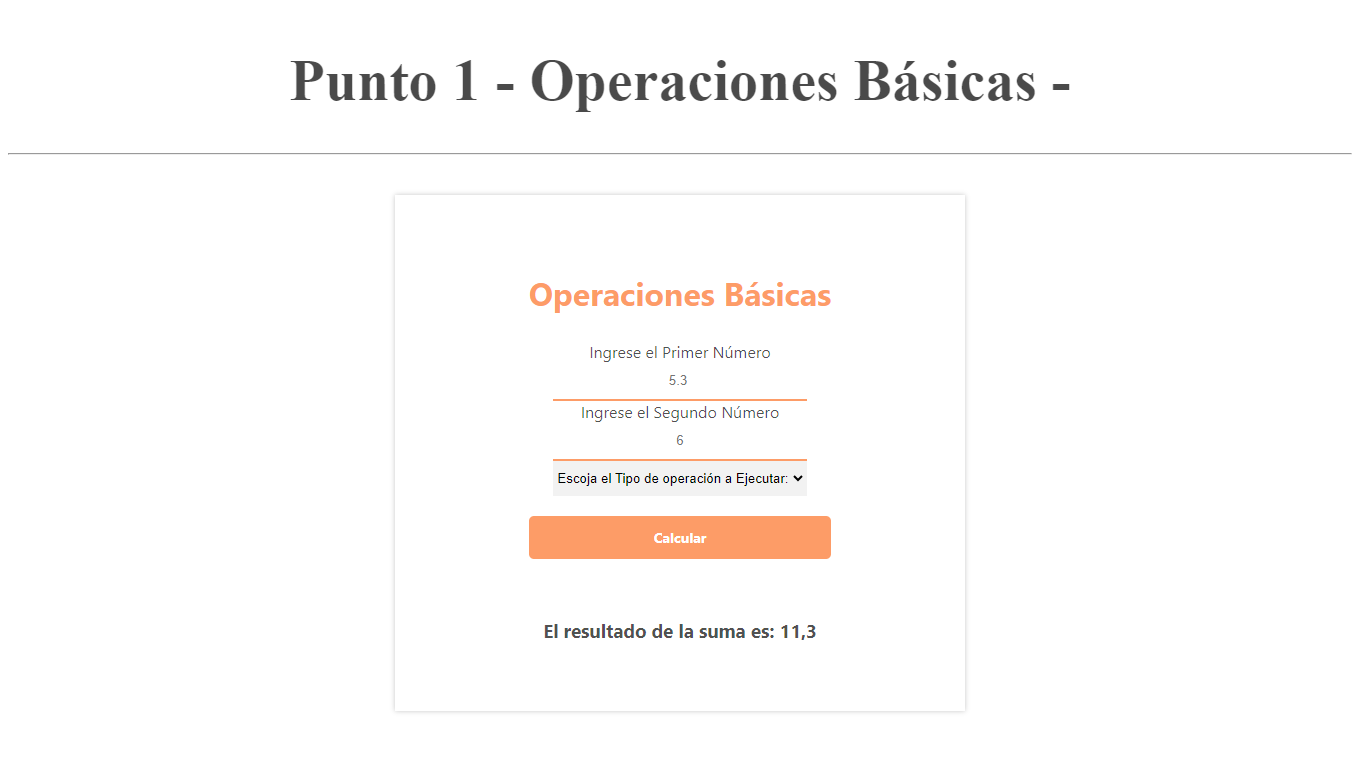 Punto 1 - Operaciones Básicas -
Operaciones Básicas
Ingrese el Primer Número
5.3
Ingrese el Segundo Número
6
Escoja el Tipo de operación a Ejecutar:
Calcular
El resultado de la suma es: 11,3